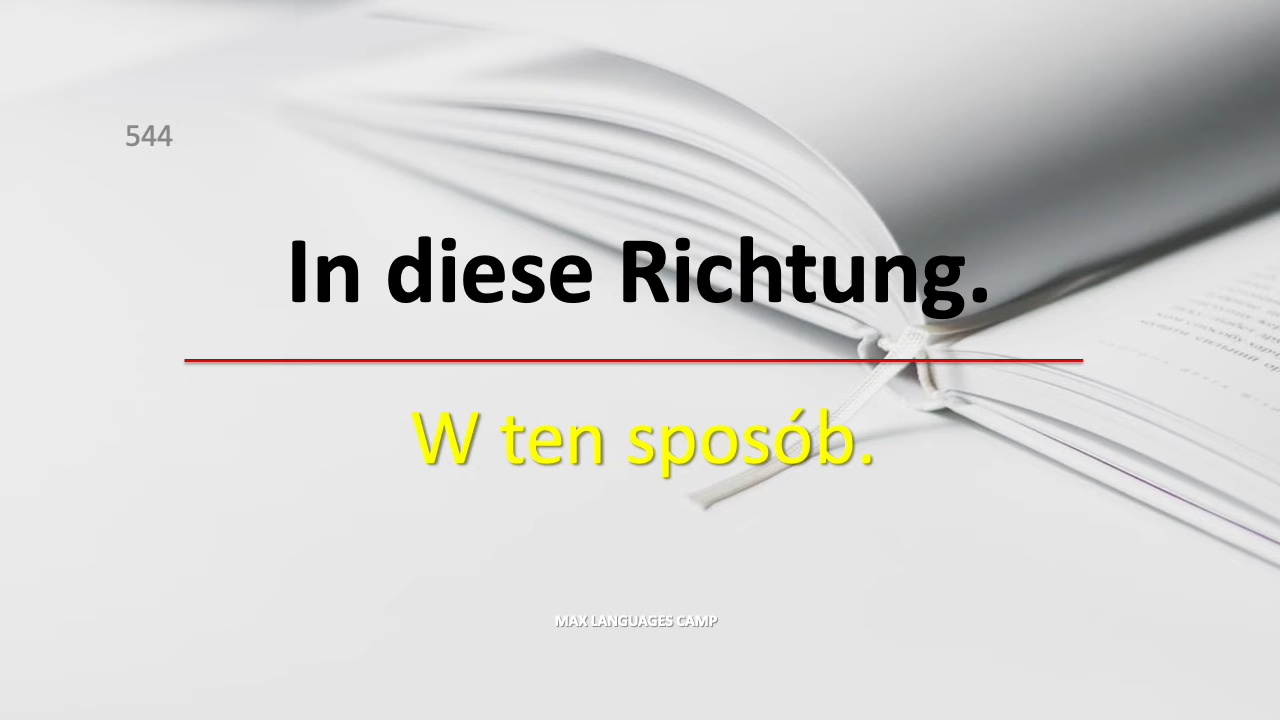 544
In diese Richtung.
W ten sposób.
MAX LANGUAGES CAMP